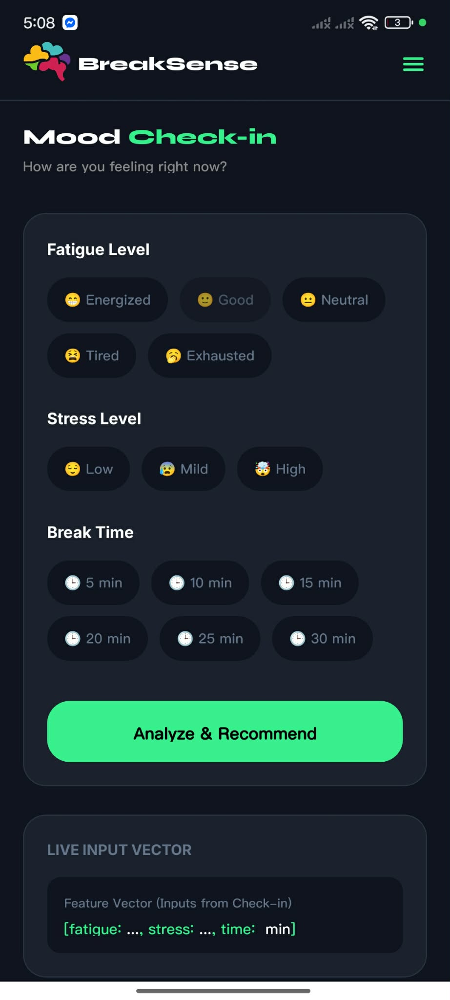 5:08
3
BreakSense
Mood Check-in
How are you feeling right now?
Fatigue Level
😁 Energized 🙂 Good 😐 Neutral
😫 Tired 🥱 Exhausted
Stress Level
😌 Low 😰 Mild 🤯 High
Break Time
🕒 5 min 🕒 10 min 🕒 15 min
🕒 20 min 🕒 25 min 🕒 30 min
Analyze & Recommend
LIVE INPUT VECTOR
Feature Vector (Inputs from Check-in)
[fatigue: ..., stress: ..., time: min]